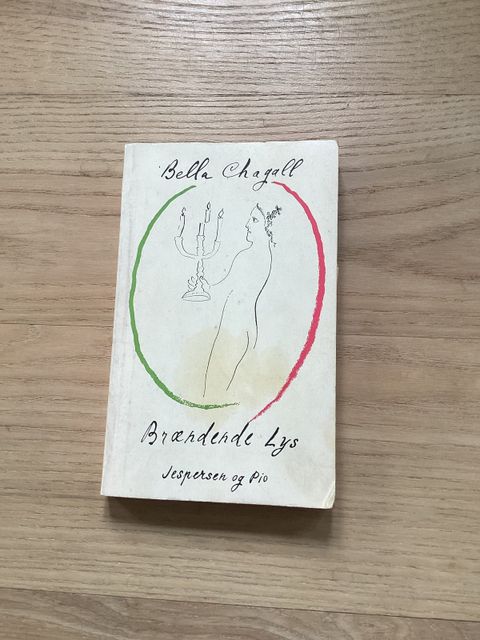 Bella Chagall
Brændende Lys
Jespersen og Pio